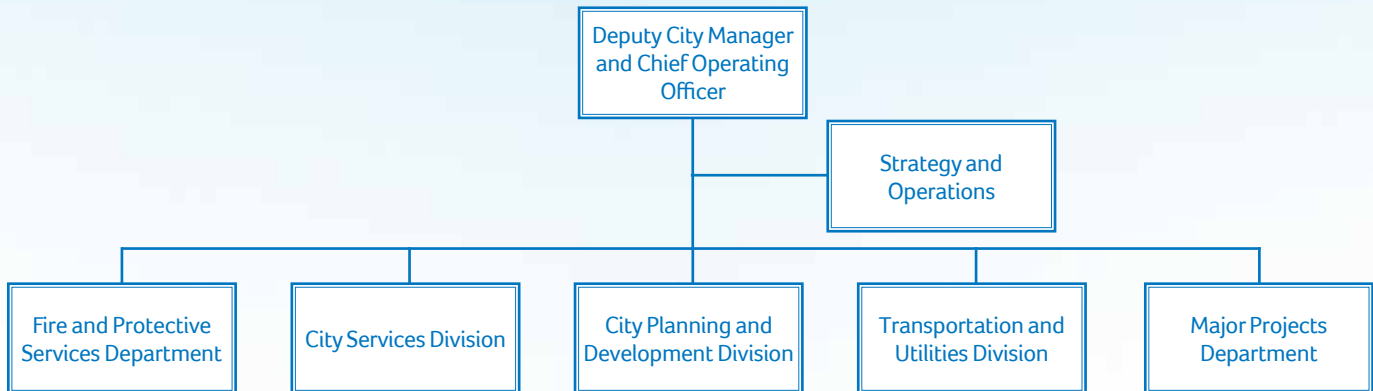 Deputy City Manager
and Chief Operating
Officer
Strategy and
Operations
Fire and Protective
Services Department
City Services Division
City Planning and
Development Division
Transportation and
Utilities Division
Major Projects
Department